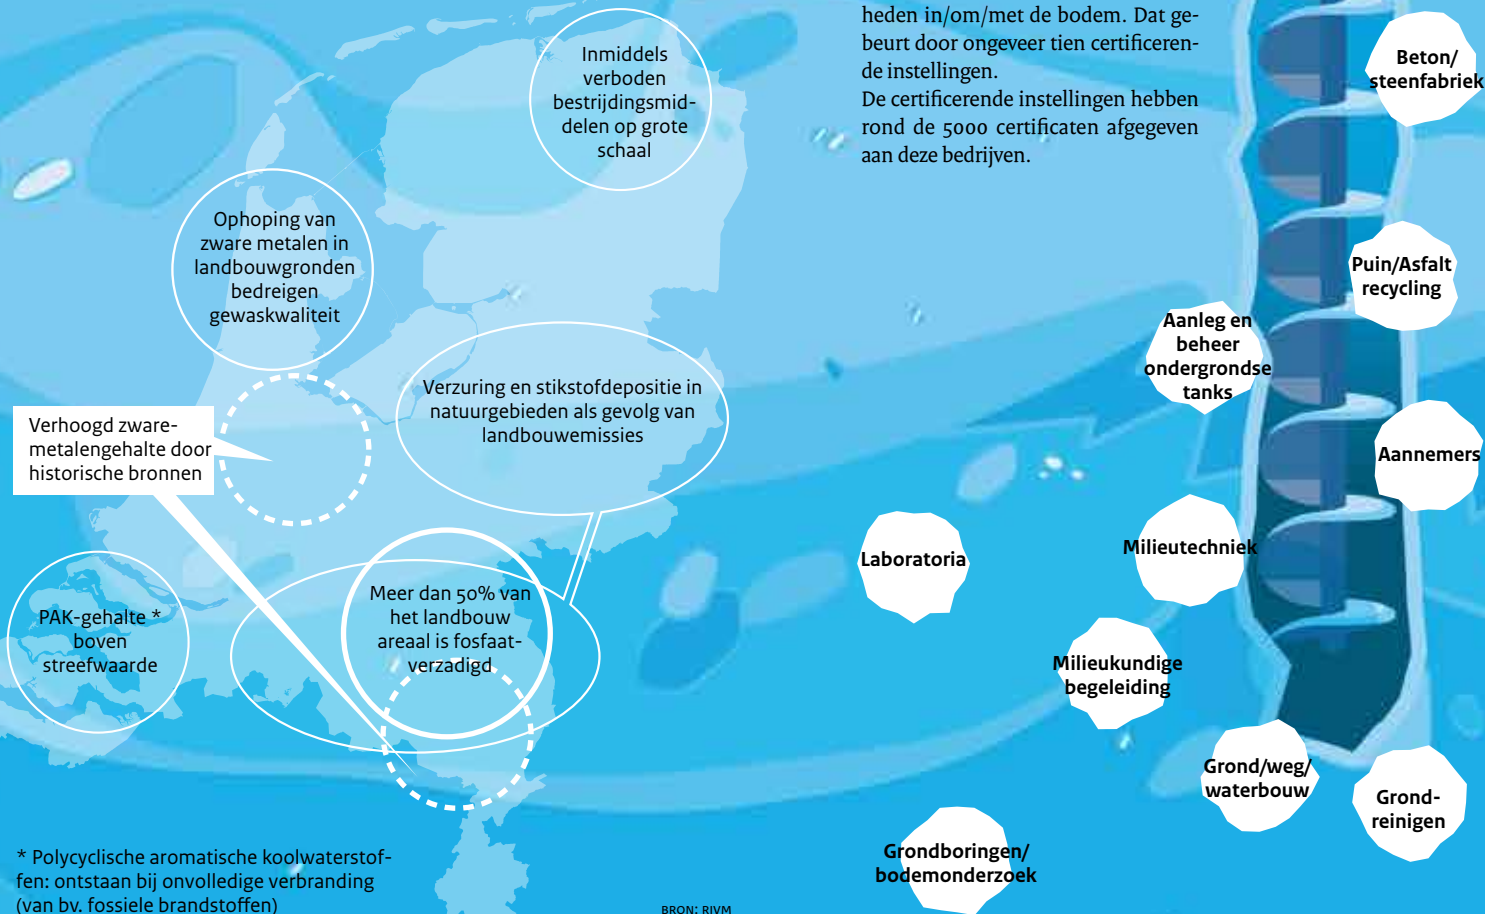 Inmiddels
verboden
bestrijdingsmid-
delen op grote
schaal
Ophoping van
zware metalen in
landbouwgronden
bedreigen
gewaskwaliteit
Verzuring en stikstofdepositie in
natuurgebieden als gevolg van
landbouwemissies
Verhoogd zware-
metalengehalte door
historische bronnen
Meer dan 50% van
het landbouw
areaal is fosfaat-
verzadigd
PAK-gehalte *
boven
streefwaarde
* Polycyclische aromatische koolwaterstof-
fen: ontstaan bij onvolledige verbranding
(van bv. fossiele brandstoffen)
BRON: RIVM
heden in/om/met de bodem. Dat ge-
beurt door ongeveer tien certificeren-
de instellingen.
De certificerende instellingen hebben
rond de 5000 certificaten afgegeven
aan deze bedrijven.
Beton/
steenfabriek
Puin/Asfalt
recycling
Aanleg en
beheer
ondergrondse
tanks
Aannemers
Laboratoria
Milieutechniek
Milieukundige
begeleiding
Grond/weg/
waterbouw
Grond-
reinigen
Grondboringen/
bodemonderzoek